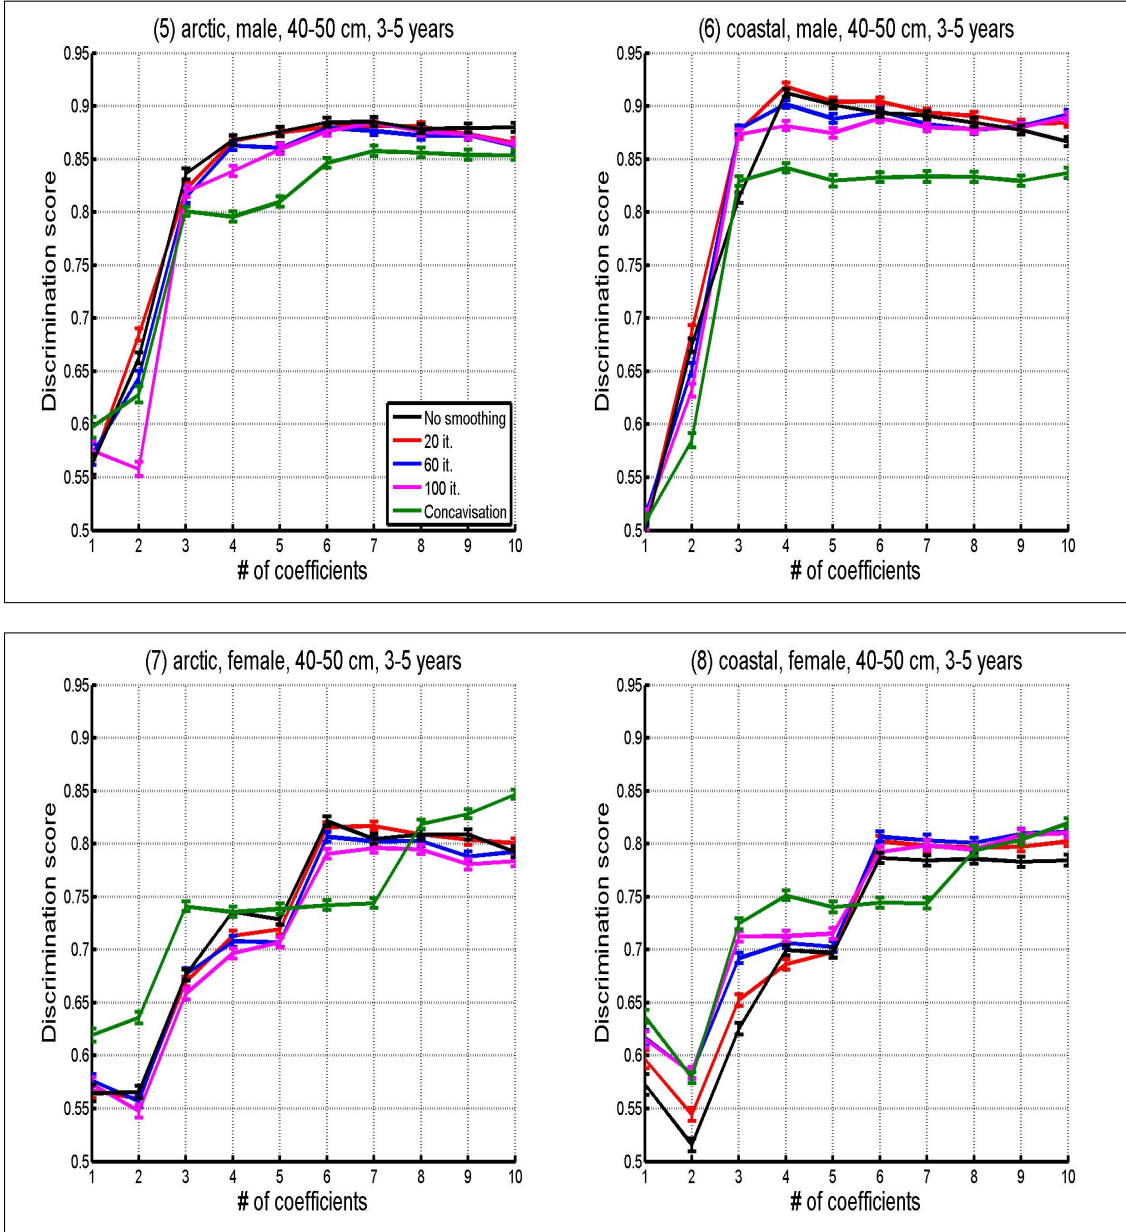 (5) arctic, male, 40-50 cm, 3-5 years
0.95
0.9
0.85
0.8
0.75
0.7
0.65
0.6
0.55
0.5
Discrimination score
No smoothing
20 it.
60 it.
100 it.
Concavisation
1 2 3 4 5 6 7 8 9 10
# of coefficients
(6) coastal, male, 40-50 cm, 3-5 years
0.95
0.9
0.85
0.8
0.75
0.7
0.65
0.6
0.55
0.5
Discrimination score
1 2 3 4 5 6 7 8 9 10
# of coefficients
(7) arctic, female, 40-50 cm, 3-5 years
0.95
0.9
0.85
0.8
0.75
0.7
0.65
0.6
0.55
0.5
Discrimination score
1 2 3 4 5 6 7 8 9 10
# of coefficients
(8) coastal, female, 40-50 cm, 3-5 years
0.95
0.9
0.85
0.8
0.75
0.7
0.65
0.6
0.55
0.5
Discrimination score
1 2 3 4 5 6 7 8 9 10
# of coefficients